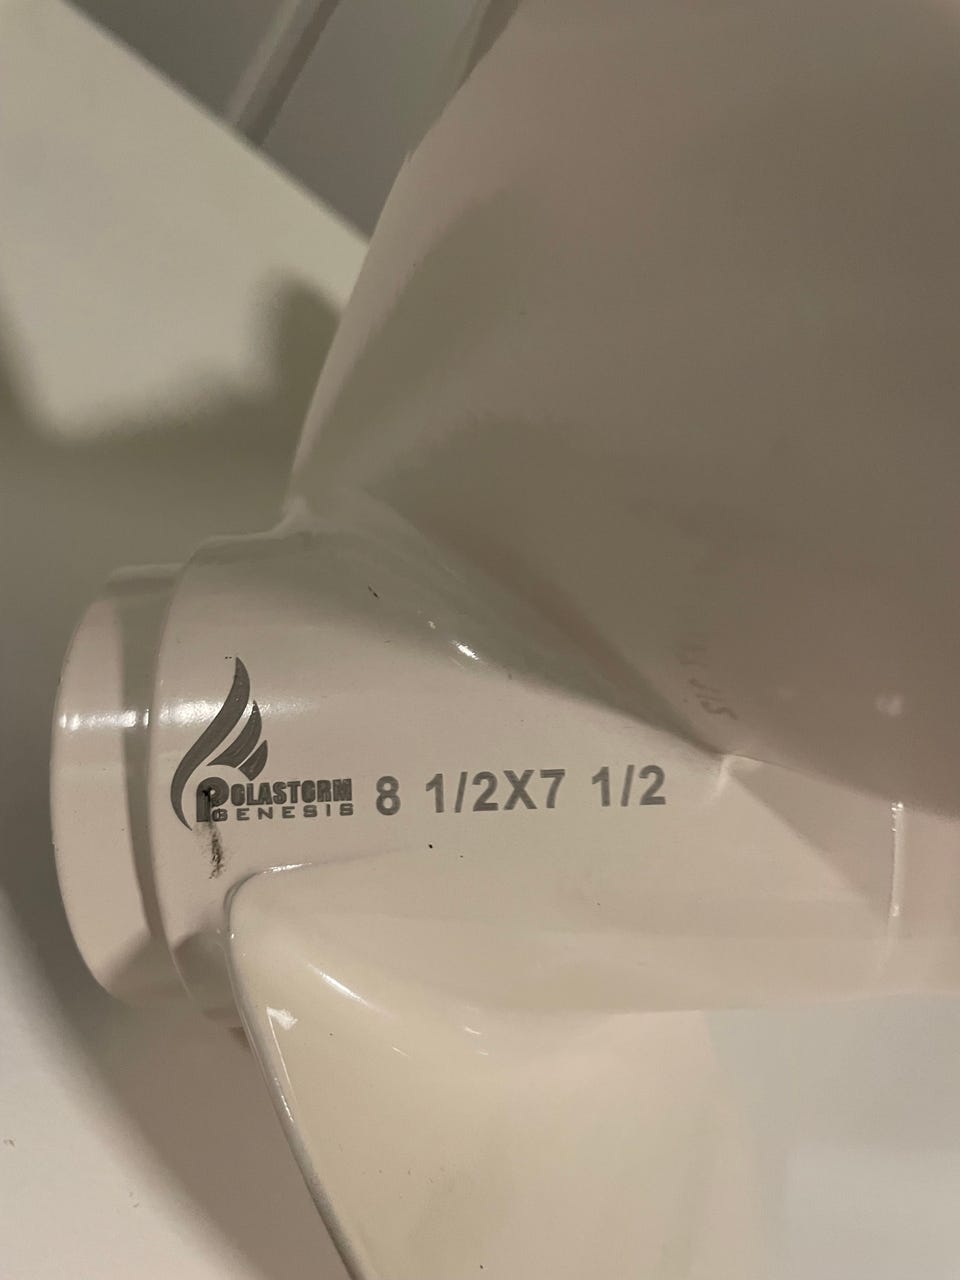 POLASTORM 8 1/2X7 1/2
GENESIS